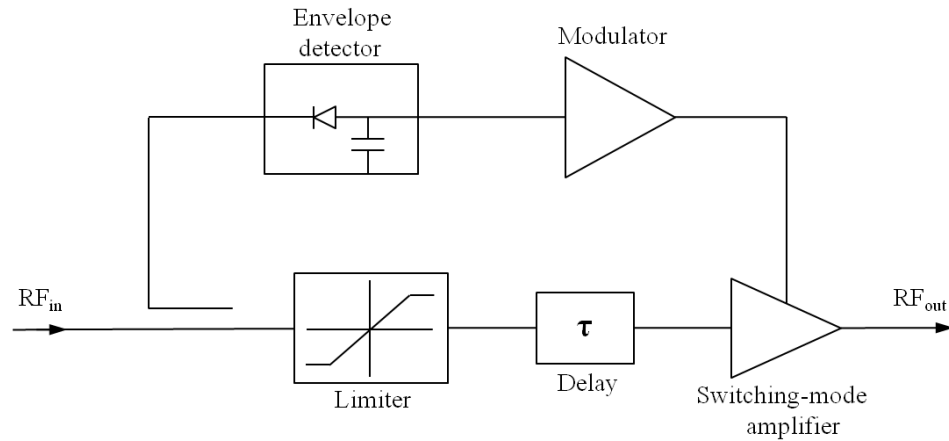 Envelope
detector
Modulator
RFin
RFout
τ
Limiter
Delay
Switching-mode
amplifier